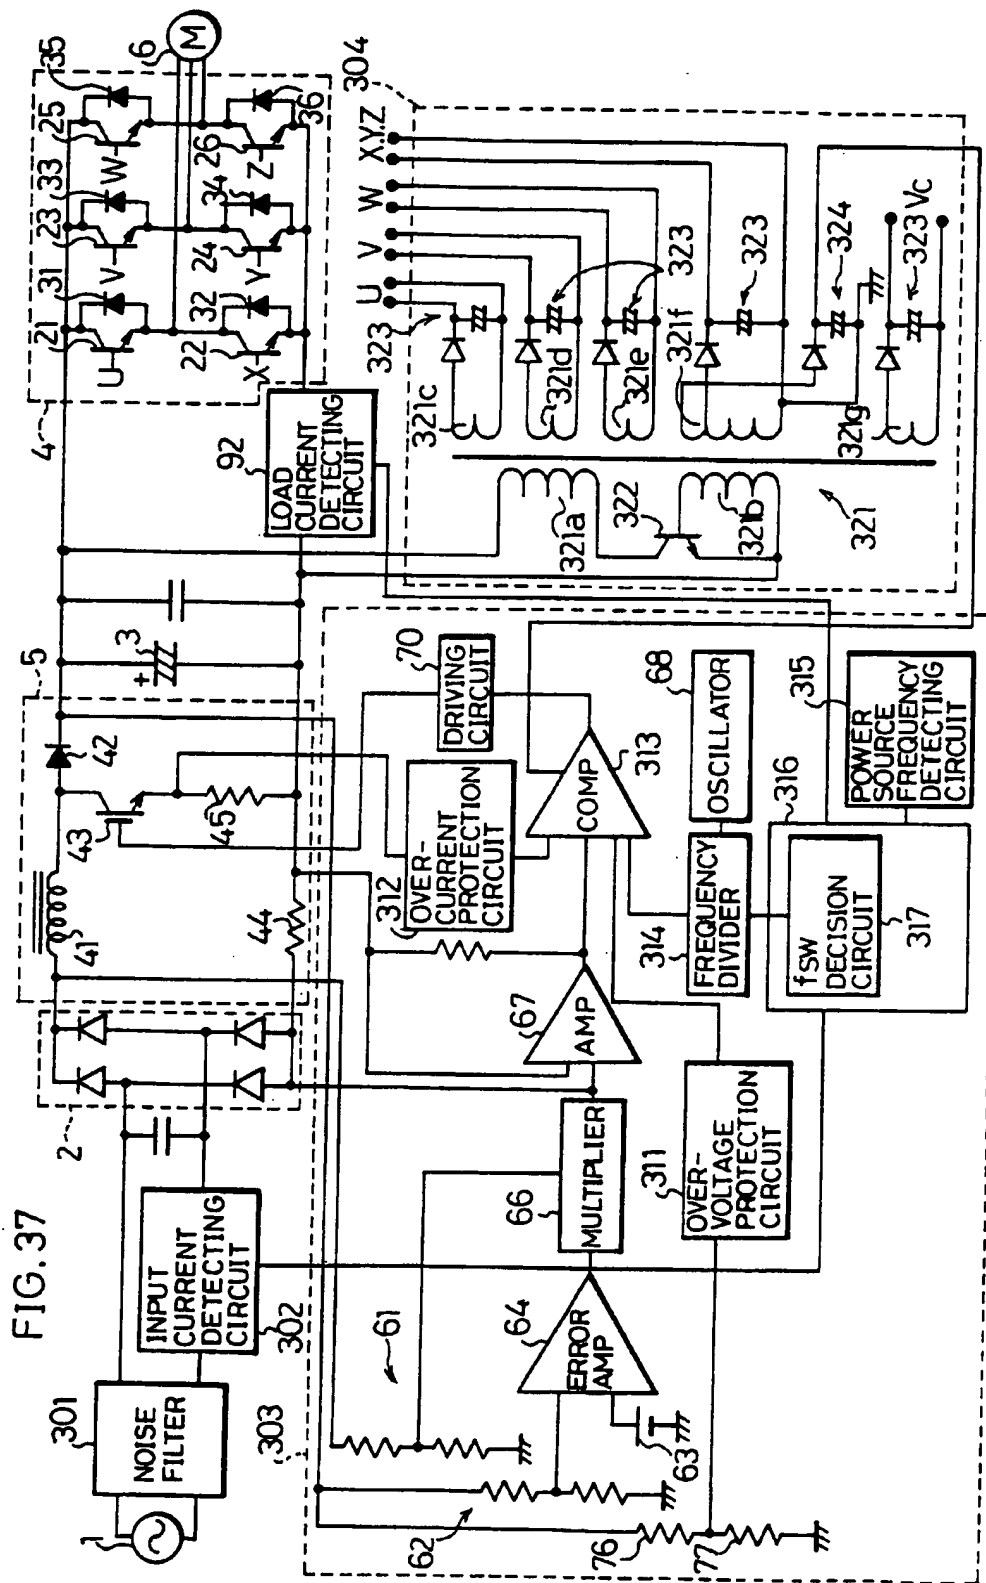 FIG.37
1
301
NOISE
FILTER
INPUT
CURRENT
DETECTING
CIRCUIT
302
2
41
42
43
44
45
5
+
3
4
92
LOAD
CURRENT
DETECTING
CIRCUIT
21
31
23
33
25
35
U
V
W
22
32
24
34
26
36
X
Y
Z
6
M
303
61
62
63
64
ERROR
AMP
66
MULTIPLIER
67
AMP
76
77
311
OVER-
VOLTAGE
PROTECTION
CIRCUIT
312
OVER-
CURRENT
PROTECTION
CIRCUIT
70
DRIVING
CIRCUIT
COMP
313
314
FREQUENCY
DIVIDER
68
OSCILLATOR
315
POWER
SOURCE
FREQUENCY
DETECTING
CIRCUIT
316
fSW
DECISION
CIRCUIT
317
304
U
V
W
X.Y.Z
323
321c
321d
321e
323
321f
323
324
321g
323
Vc
321a
322
321b
321